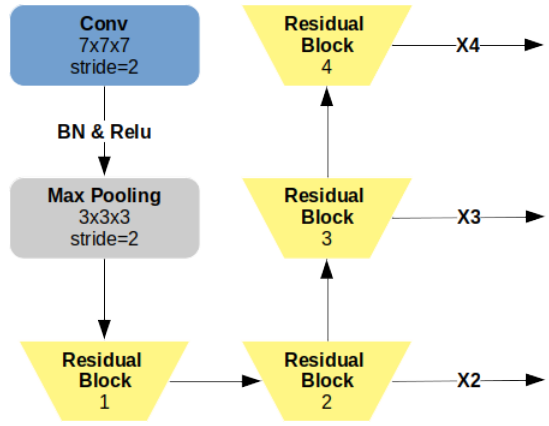 Conv
7x7x7
stride=2
BN & Relu
Max Pooling
3x3x3
stride=2
Residual
Block
1
Residual
Block
2
X2
Residual
Block
3
X3
Residual
Block
4
X4